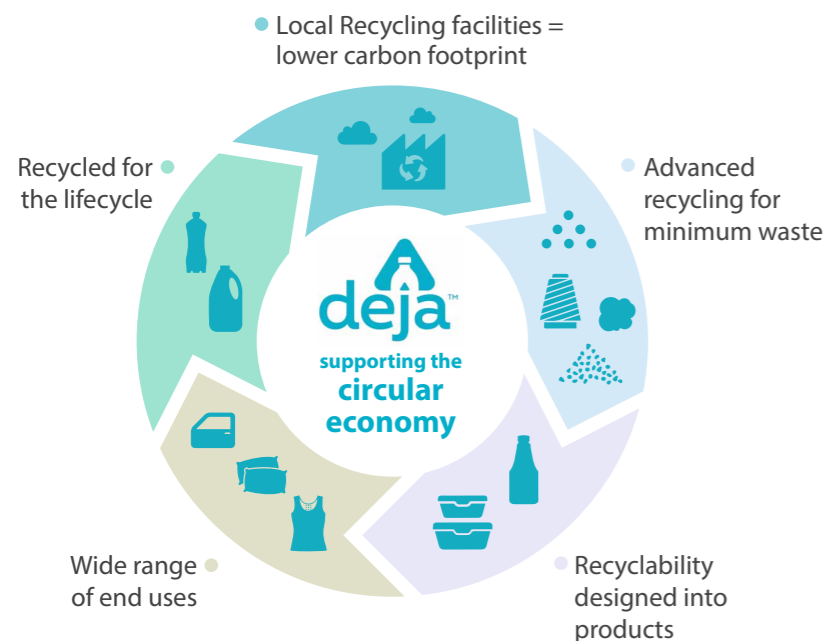 Local Recycling facilities =
lower carbon footprint
Recycled for
the lifecycle
Advanced
recycling for
minimum waste
deja™
supporting the
circular
economy
Wide range
of end uses
Recyclability
designed into
products